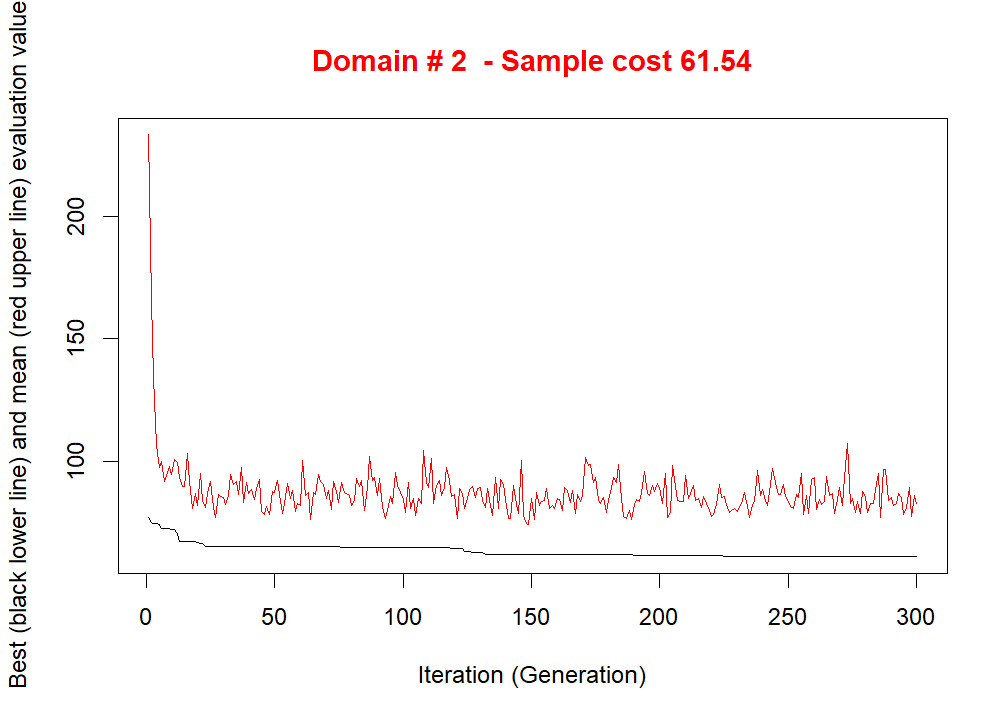 Domain # 2  - Sample cost 61.54
Best (black lower line) and mean (red upper line) evaluation value
200
150
100
0 50 100 150 200 250 300
Iteration (Generation)